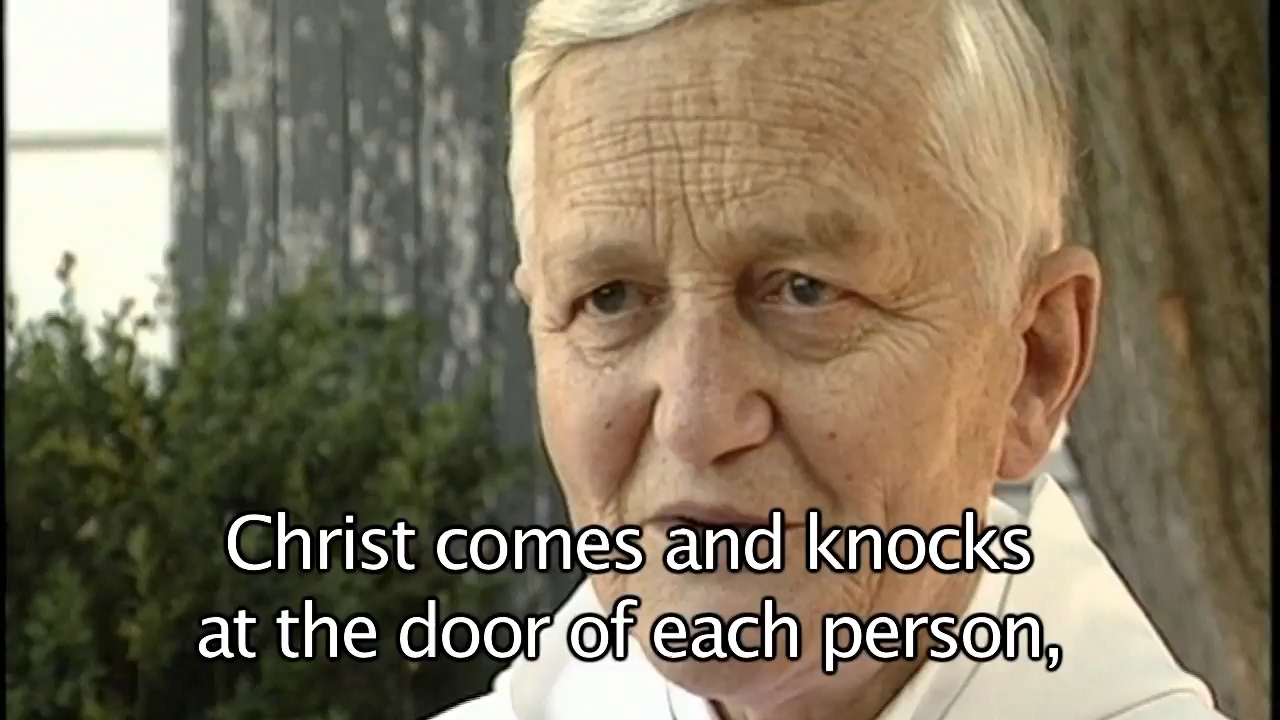 Christ comes and knocks
at the door of each person,